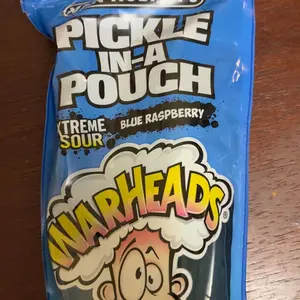 PICKLE
IN-A
POUCH
XTREME
SOUR
BLUE RASPBERRY
WARHEADS
®